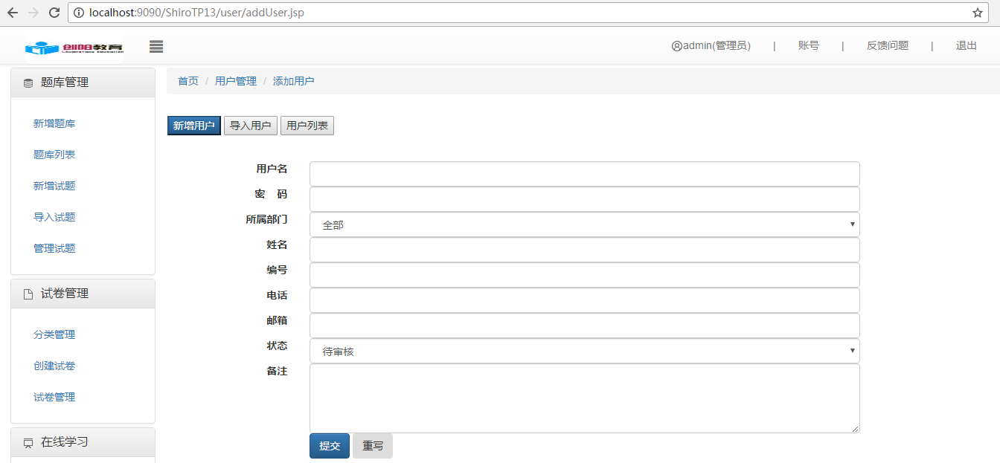 localhost:9090/ShiroTP13/user/addUser.jsp
创阳教育
ChuangYang Education
admin(管理员) | 账号 | 反馈问题 | 退出
题库管理
新增题库
题库列表
新增试题
导入试题
管理试题
试卷管理
分类管理
创建试卷
试卷管理
在线学习
首页 / 用户管理 / 添加用户
新增用户 导入用户 用户列表
用户名
密 码
所属部门 全部
姓名
编号
电话
邮箱
状态 待审核
备注
提交 重写